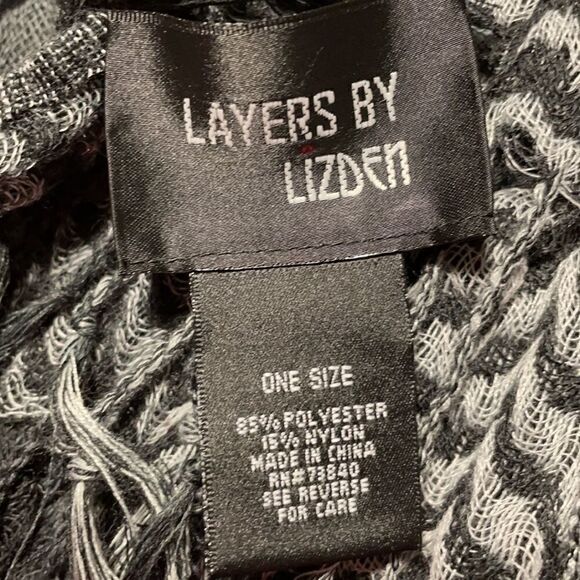 LAYERS BY
LIZDEN
ONE SIZE
85% POLYESTER
15% NYLON
MADE IN CHINA
RN#73840
SEE REVERSE
FOR CARE